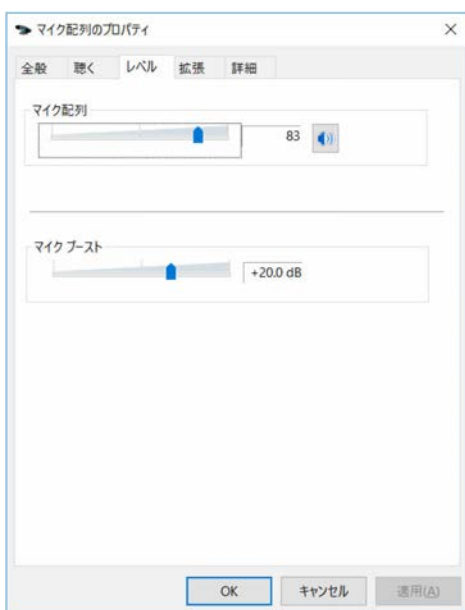 マイク配列のプロパティ
全般 聴く レベル 拡張 詳細
マイク配列
83
マイク ブースト
+20.0 dB
OK キャンセル 適用(A)